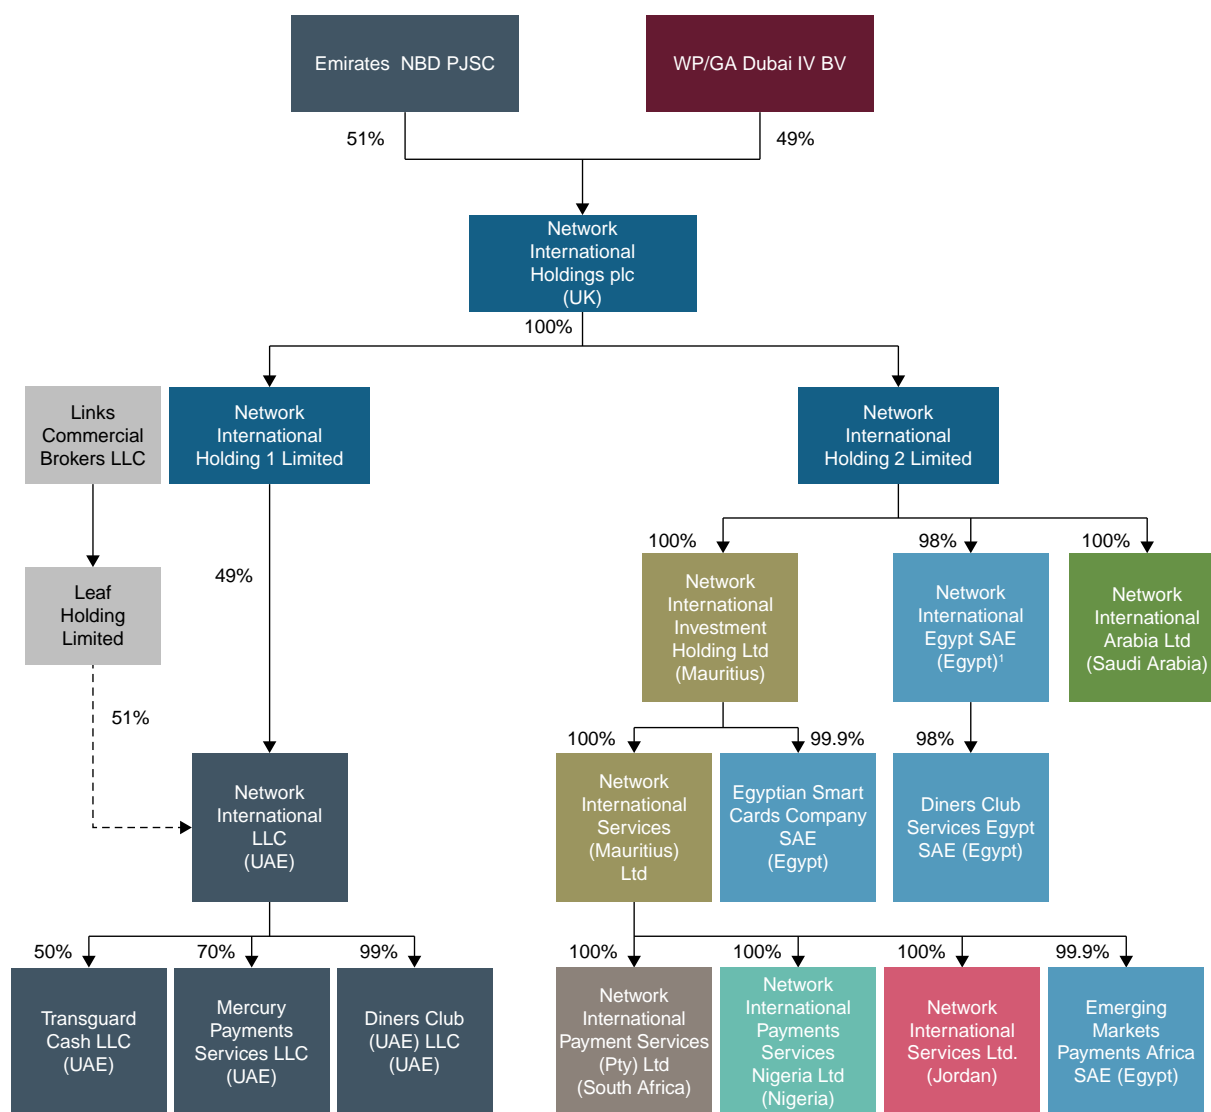 Emirates NBD PJSC
WP/GA Dubai IV BV
51%
49%
Network
International
Holdings plc
(UK)
100%
Links
Commercial
Brokers LLC
Network
International
Holding 1 Limited
Network
International
Holding 2 Limited
49%
100%
98%
100%
Leaf
Holding
Limited
Network
International
Investment
Holding Ltd
(Mauritius)
Network
International
Egypt SAE
(Egypt)¹
Network
International
Arabia Ltd
(Saudi Arabia)
51%
100%
99.9%
98%
Network
International
LLC
(UAE)
Network
International
Services
(Mauritius)
Ltd
Egyptian Smart
Cards Company
SAE
(Egypt)
Diners Club
Services Egypt
SAE (Egypt)
50%
70%
99%
100%
100%
100%
99.9%
Transguard
Cash LLC
(UAE)
Mercury
Payments
Services LLC
(UAE)
Diners Club
(UAE) LLC
(UAE)
Network
International
Payment Services
(Pty) Ltd
(South Africa)
Network
International
Payments
Services
Nigeria Ltd
(Nigeria)
Network
International
Services Ltd.
(Jordan)
Emerging
Markets
Payments Africa
SAE (Egypt)